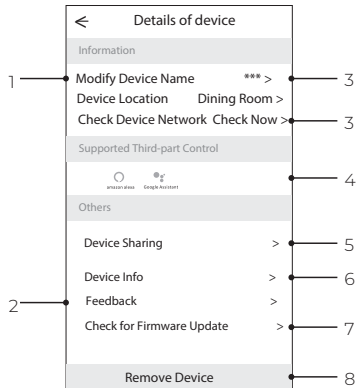 ← Details of device
Information
1 Modify Device Name *** > 3
Device Location Dining Room >
Check Device Network Check Now > 3
Supported Third-part Control
4
amazon alexa Google Assistant
Others
Device Sharing > 5
Device Info > 6
2 Feedback >
Check for Firmware Update > 7
Remove Device 8